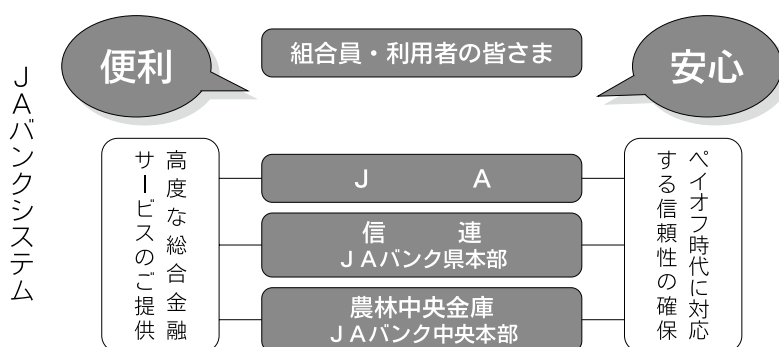 JAバンクシステム
便利
組合員・利用者の皆さま
安心
高度な総合金融
サービスのご提供
J A
信 連
JAバンク県本部
農林中央金庫
JAバンク中央本部
ペイオフ時代に対応
する信頼性の確保